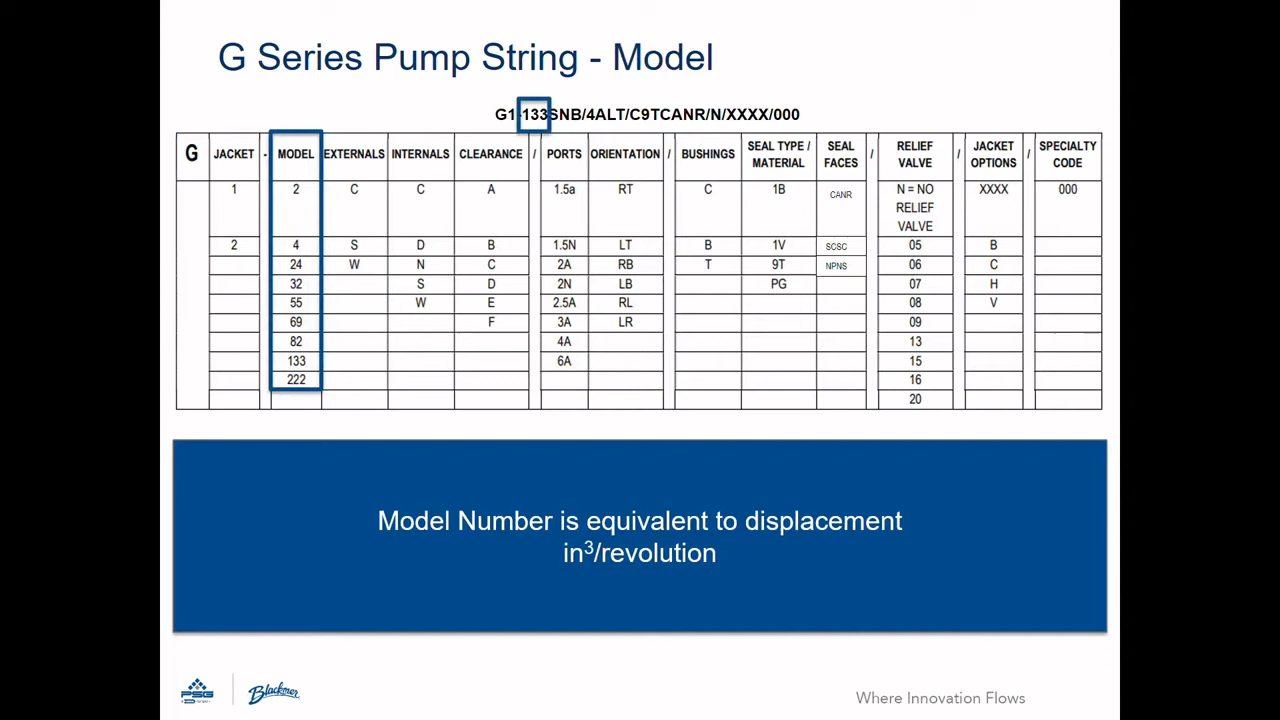 G Series Pump String - Model
G1-133SNB/4ALT/C9TCANR/N/XXXX/000
G JACKET - MODEL EXTERNALS INTERNALS CLEARANCE / PORTS ORIENTATION / BUSHINGS SEAL TYPE / MATERIAL SEAL FACES / RELIEF VALVE / JACKET OPTIONS / SPECIALTY CODE
1 2 C C A 1.5a RT C 1B CANR N = NO RELIEF VALVE XXXX 000
2 4 S D B 1.5N LT B 1V SCSC 05 B
24 W N C 2A RB T 9T NPNS 06 C
32 S D 2N LB PG 07 H
55 W E 2.5A RL 08 V
69 F 3A LR 09
82 4A 13
133 6A 15
222 16
20
Model Number is equivalent to displacement
in³/revolution
PSG
Blackmer
Where Innovation Flows